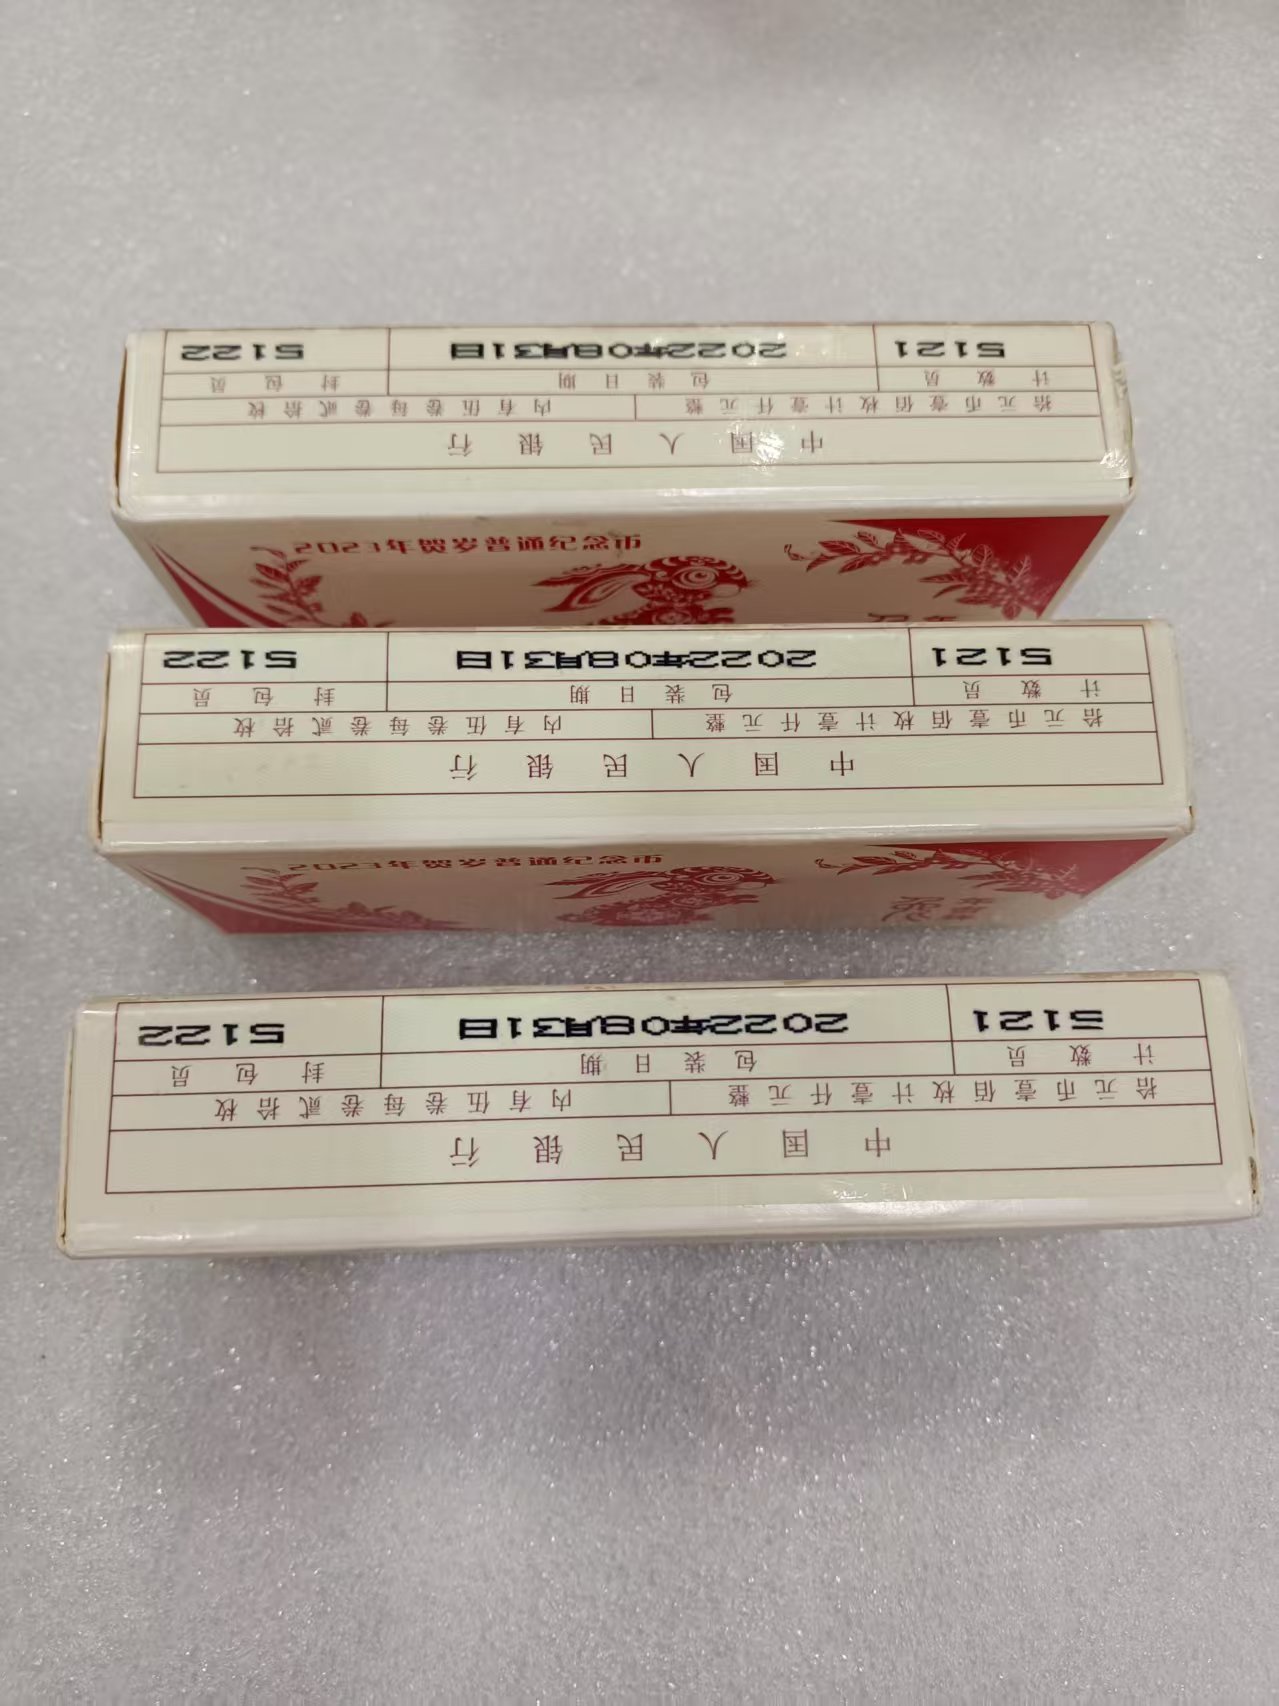 中国人民银行
拾元币壹佰枚计壹仟元整 内有伍卷每卷贰拾枚
计数员 包装日期 封包员
5121 2022年08月31日 5122
2023年贺岁普通纪念币
中国人民银行
拾元币壹佰枚计壹仟元整 内有伍卷每卷贰拾枚
计数员 包装日期 封包员
5121 2022年08月31日 5122
2023年贺岁普通纪念币
中国人民银行
拾元币壹佰枚计壹仟元整 内有伍卷每卷贰拾枚
计数员 包装日期 封包员
5121 2022年08月31日 5122